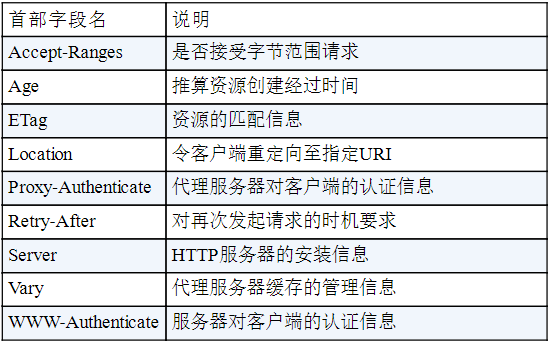 首部字段名 说明
Accept-Ranges 是否接受字节范围请求
Age 推算资源创建经过时间
ETag 资源的匹配信息
Location 令客户端重定向至指定URI
Proxy-Authenticate 代理服务器对客户端的认证信息
Retry-After 对再次发起请求的时机要求
Server HTTP服务器的安装信息
Vary 代理服务器缓存的管理信息
WWW-Authenticate 服务器对客户端的认证信息